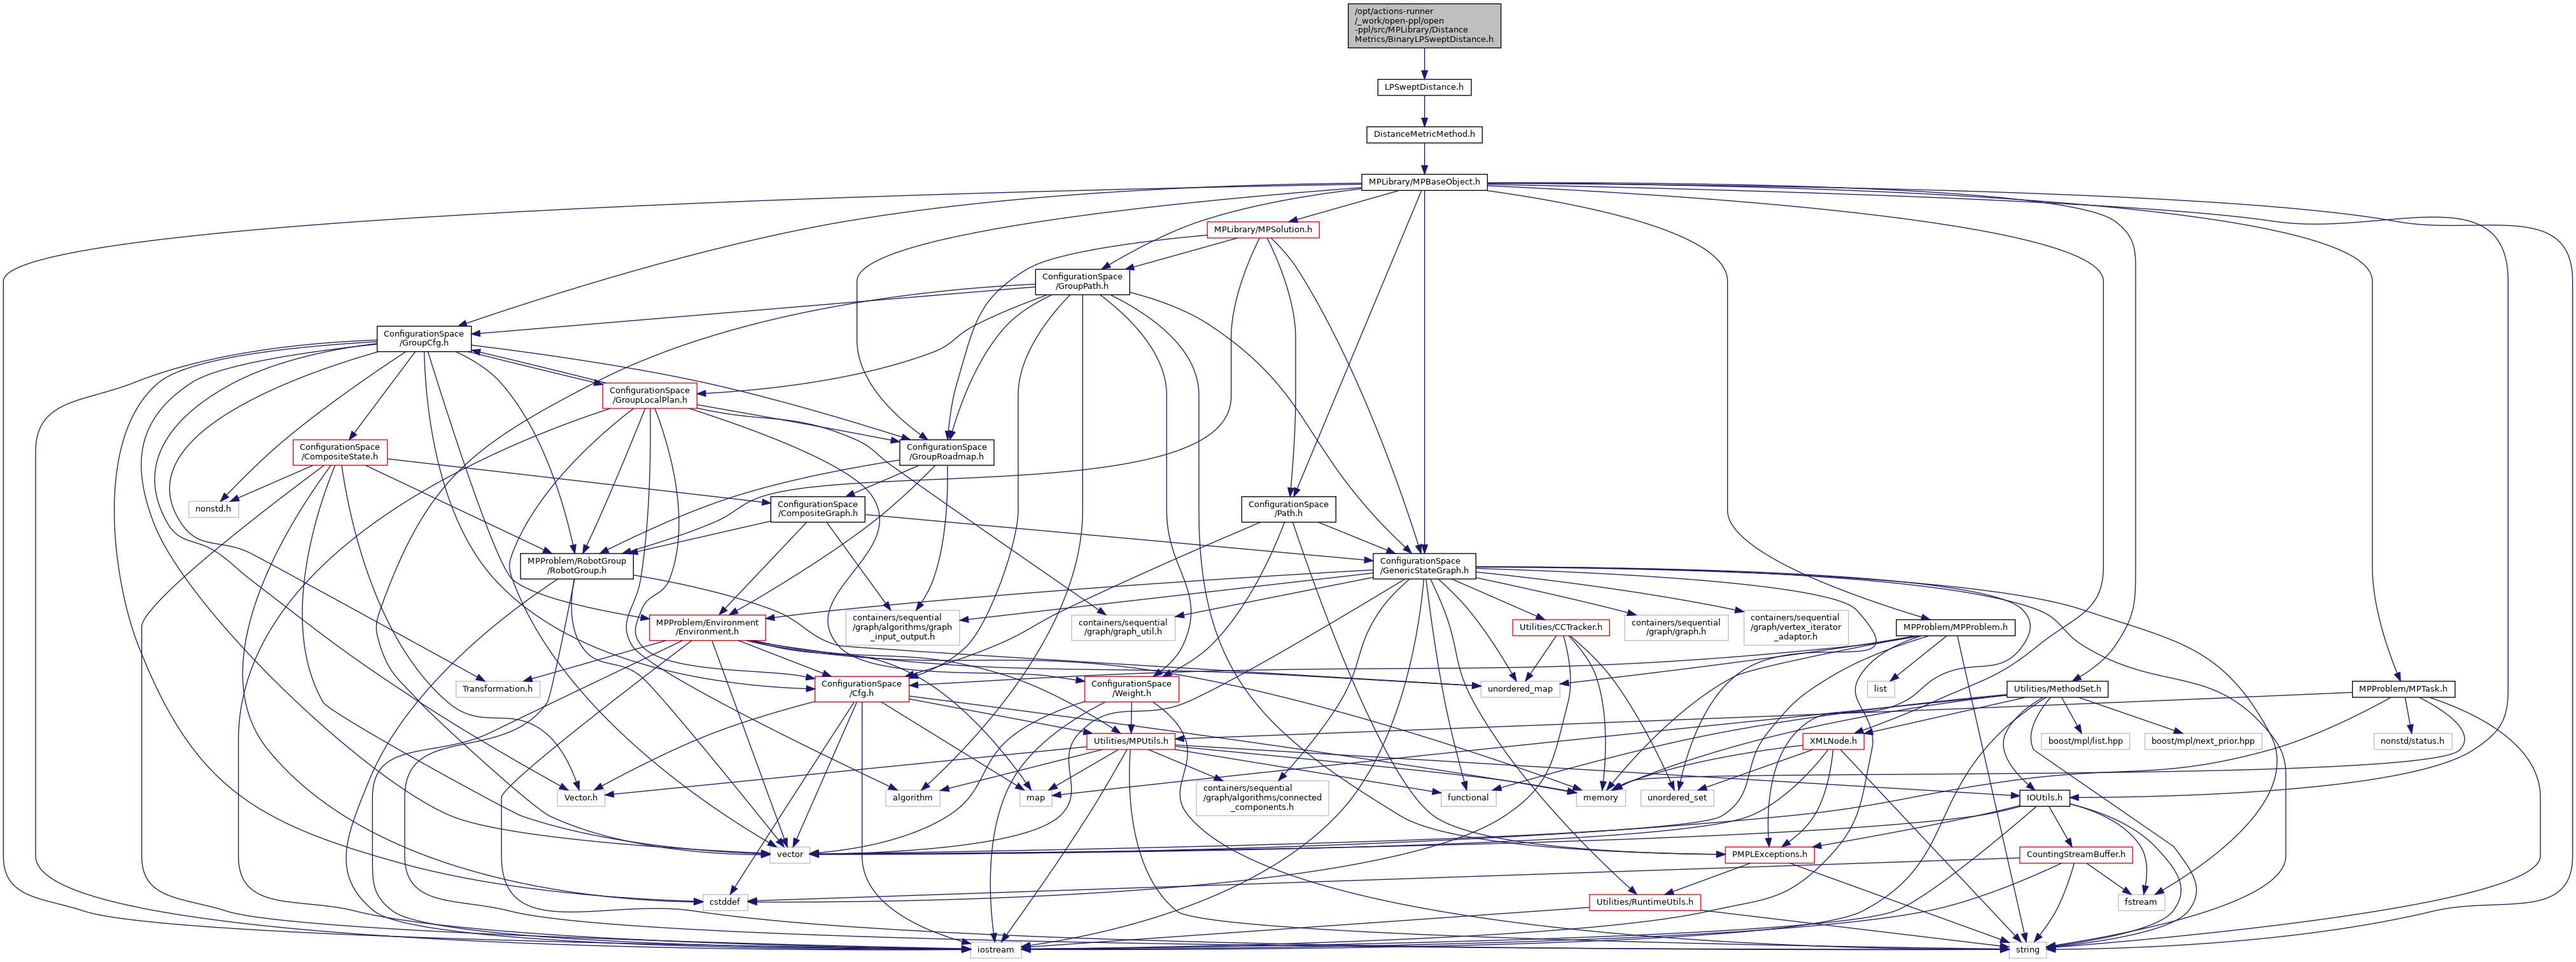 /opt/actions-runner
/_work/open-ppl/open
-ppl/src/MPLibrary/Distance
Metrics/BinaryLPSweptDistance.h
LPSweptDistance.h
DistanceMetricMethod.h
MPLibrary/MPBaseObject.h
MPLibrary/MPSolution.h
ConfigurationSpace
/GroupPath.h
ConfigurationSpace
/GroupCfg.h
ConfigurationSpace
/GroupLocalPlan.h
ConfigurationSpace
/CompositeState.h
ConfigurationSpace
/GroupRoadmap.h
nonstd.h
ConfigurationSpace
/CompositeGraph.h
ConfigurationSpace
/Path.h
MPProblem/RobotGroup
/RobotGroup.h
ConfigurationSpace
/GenericStateGraph.h
MPProblem/Environment
/Environment.h
containers/sequential
/graph/algorithms/graph
_input_output.h
containers/sequential
/graph/graph_util.h
Utilities/CCTracker.h
containers/sequential
/graph/graph.h
containers/sequential
/graph/vertex_iterator
_adaptor.h
MPProblem/MPProblem.h
Transformation.h
ConfigurationSpace
/Cfg.h
ConfigurationSpace
/Weight.h
unordered_map
list
Utilities/MethodSet.h
MPProblem/MPTask.h
Utilities/MPUtils.h
XMLNode.h
boost/mpl/list.hpp
boost/mpl/next_prior.hpp
nonstd/status.h
Vector.h
algorithm
map
containers/sequential
/graph/algorithms/connected
_components.h
functional
memory
unordered_set
IOUtils.h
vector
PMPLExceptions.h
CountingStreamBuffer.h
cstddef
Utilities/RuntimeUtils.h
fstream
iostream
string